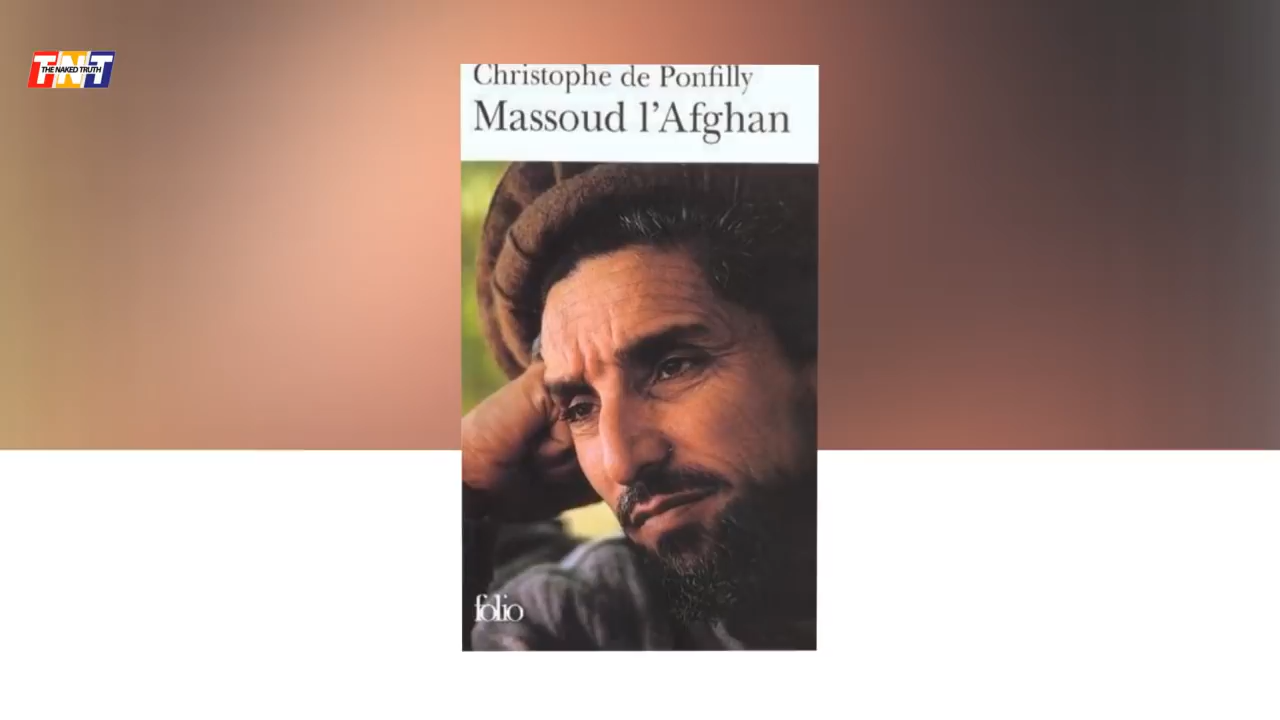 TNT
THE NAKED TRUTH
Christophe de Ponfilly
Massoud l'Afghan
folio